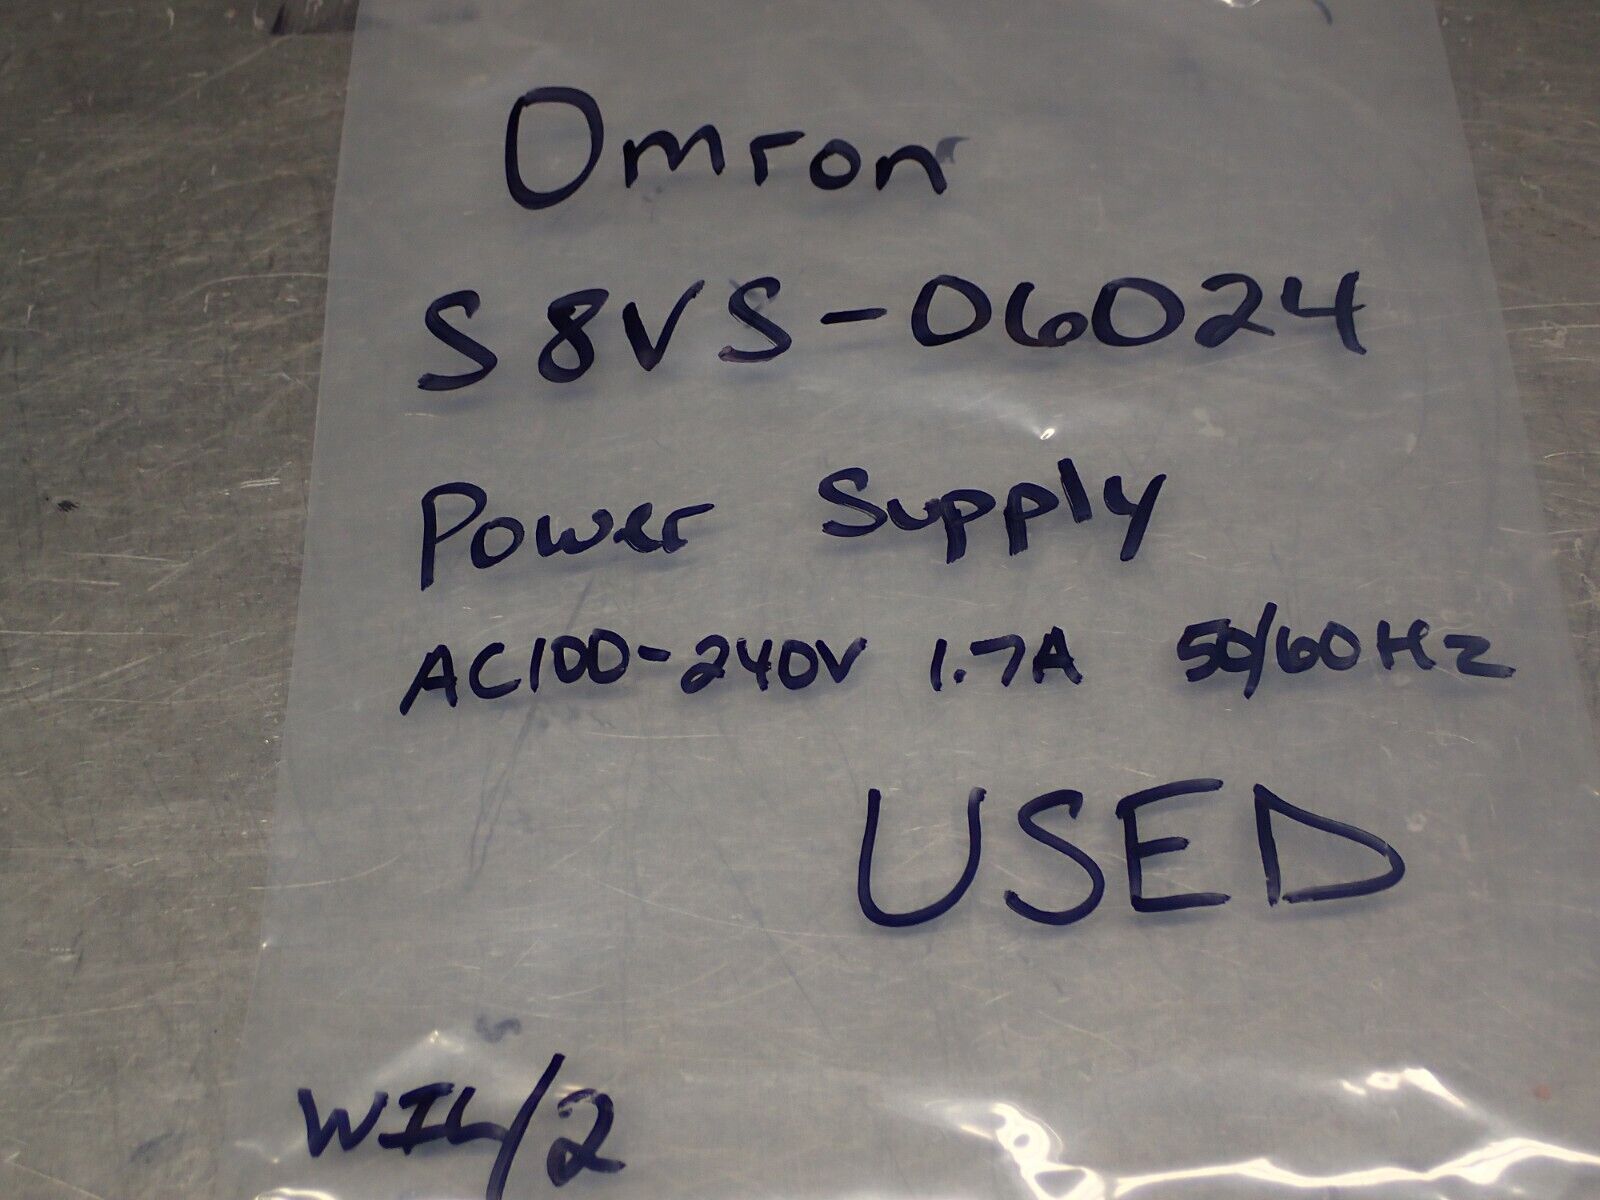 Omron
S8VS-06024
Power Supply
AC100-240V 1.7A 50/60Hz
USED
WIL/2